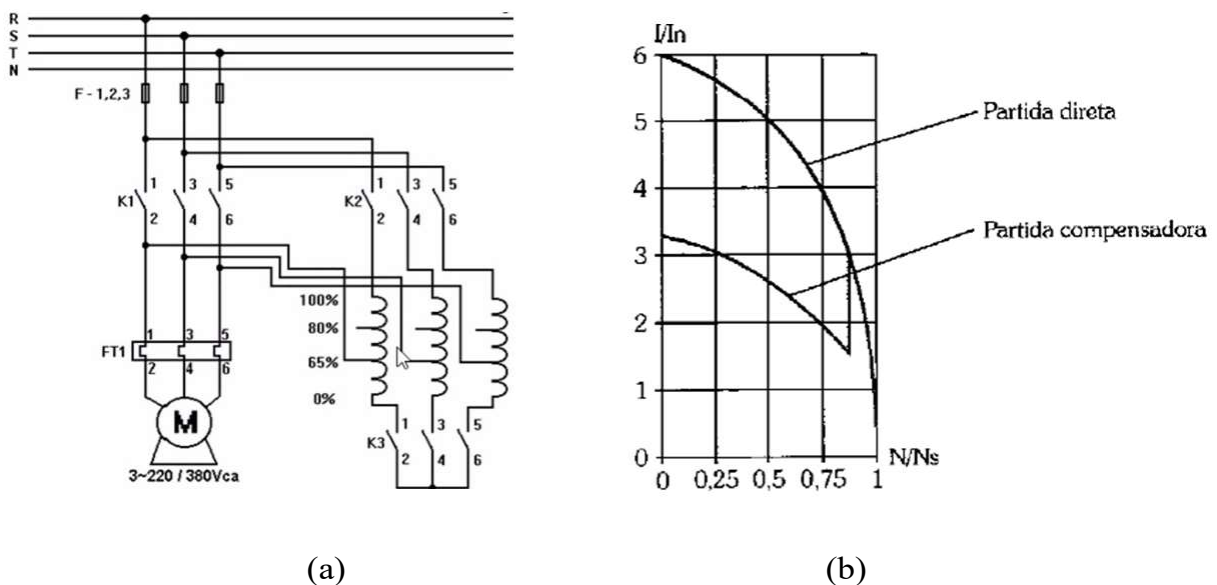 R
S
T
N
F - 1,2,3
1 3 5
K1
2 4 6
1 3 5
K2
2 4 6
100%
80%
65%
0%
1 3 5
FT1
2 4 6
M
3~220 / 380Vca
1 3 5
K3
2 4 6
(a)
I/In
6
5
4
3
2
1
0
0 0,25 0,5 0,75 1
N/Ns
Partida direta
Partida compensadora
(b)